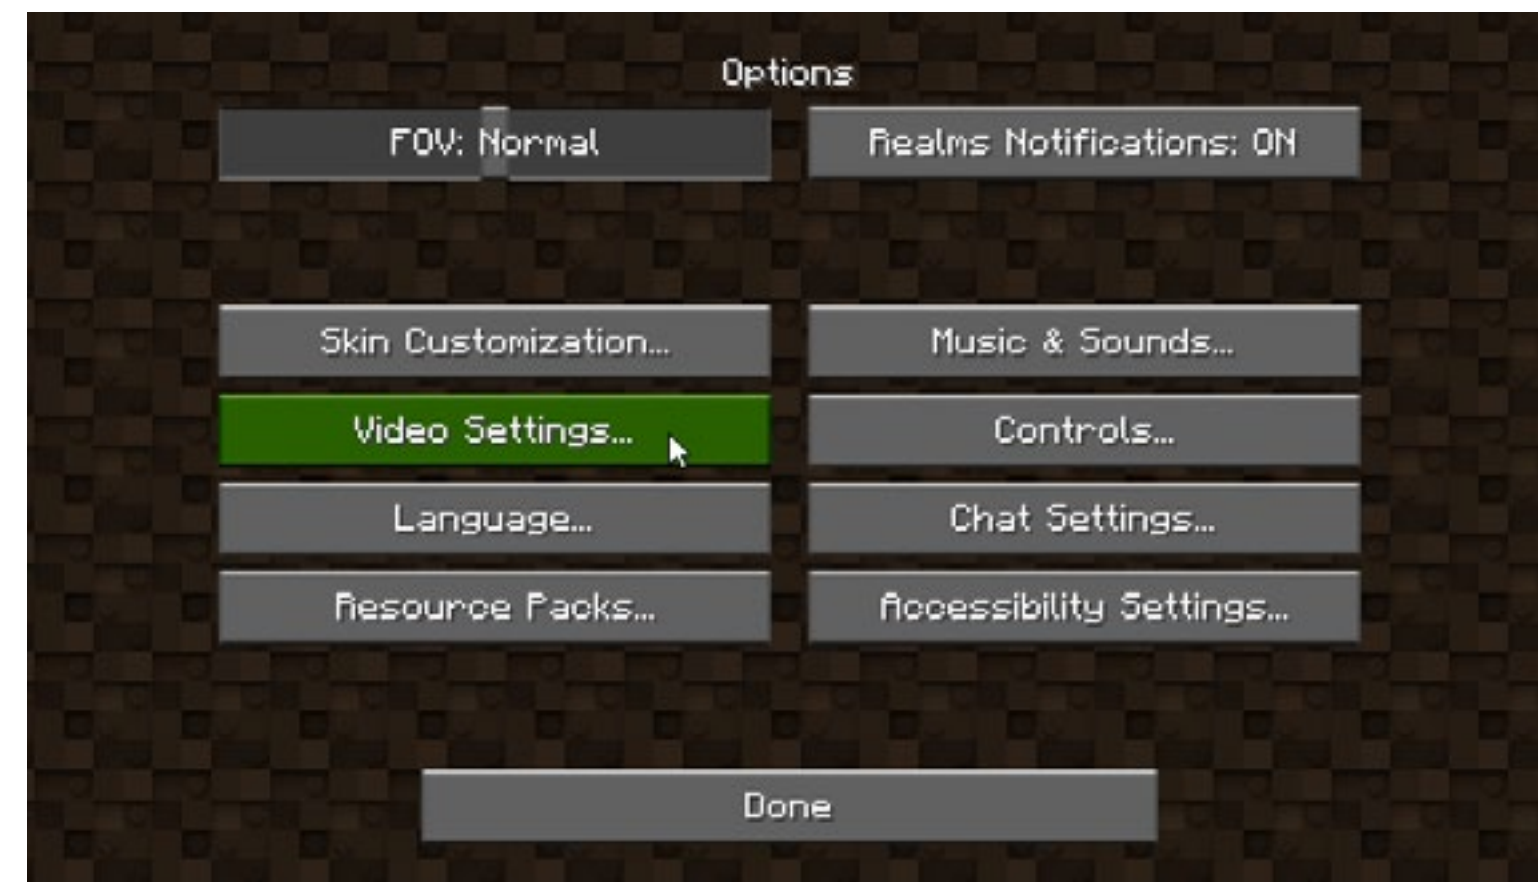 Options
FOV: Normal
Realms Notifications: ON
Skin Customization...
Music & Sounds...
Video Settings...
Controls...
Language...
Chat Settings...
Resource Packs...
Accessibility Settings...
Done